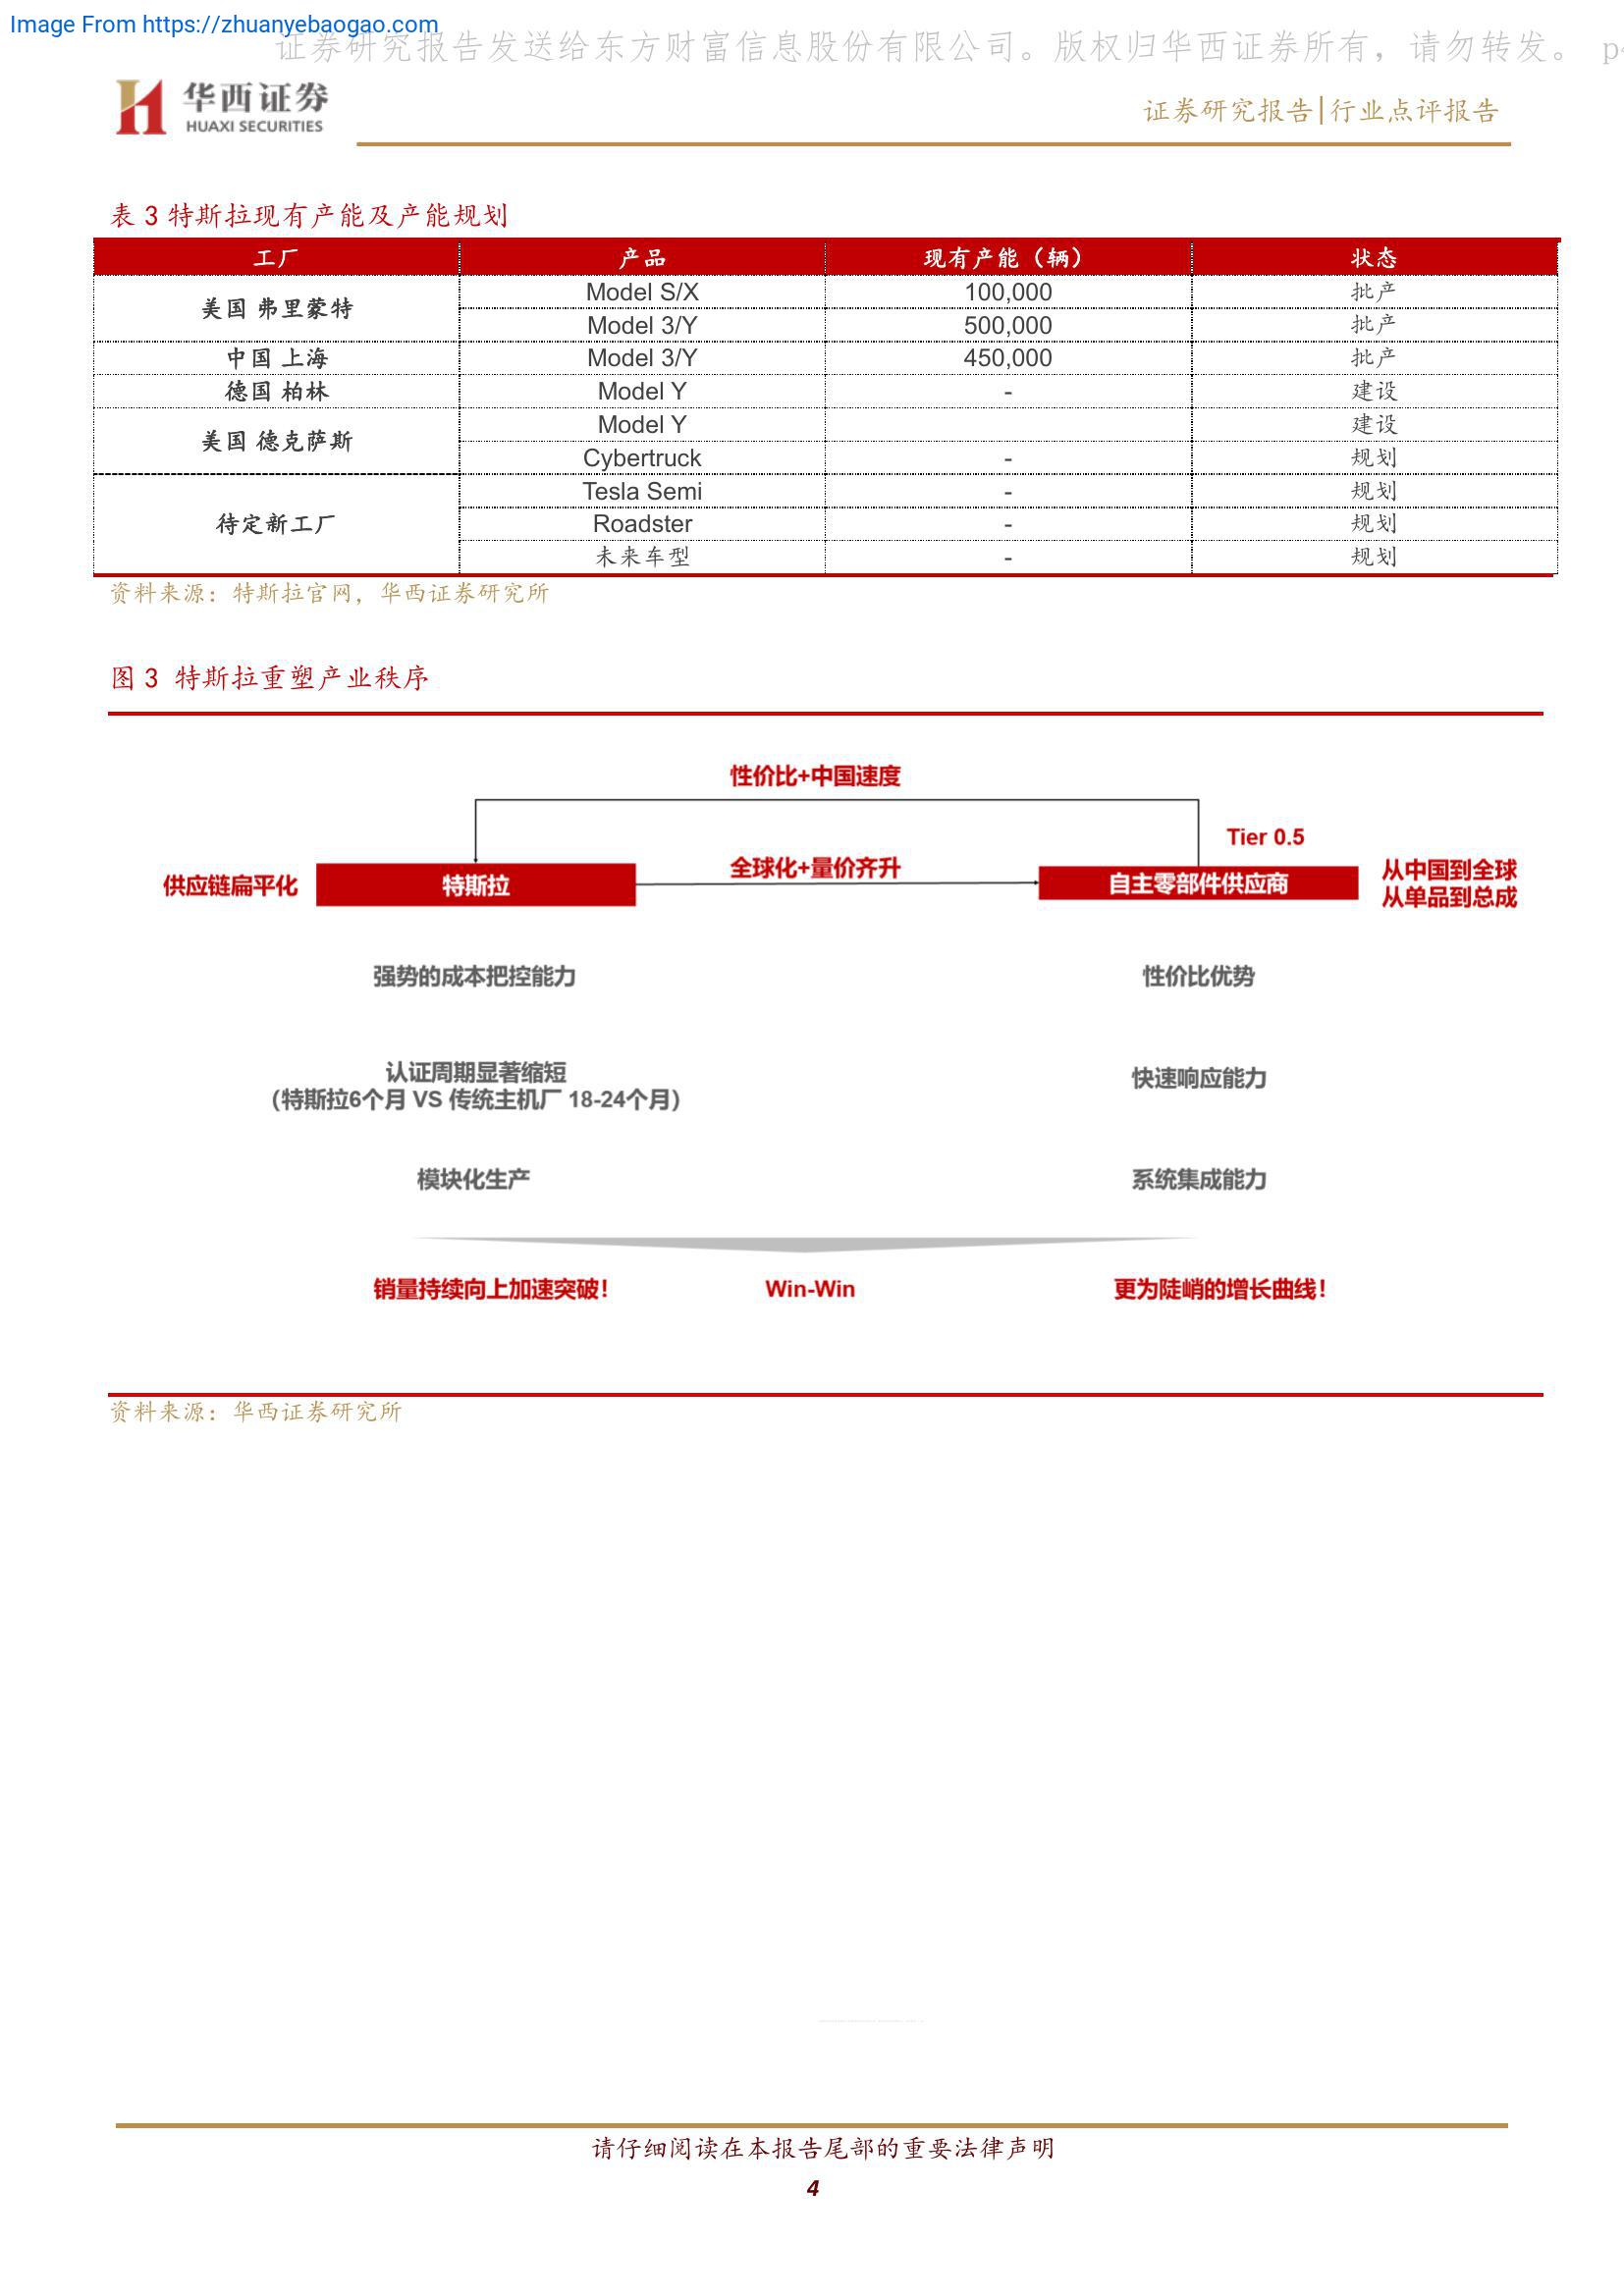 Image From https://zhuanyebaogao.com
证券研究报告发送给东方财富信息股份有限公司。版权归华西证券所有，请勿转发。 p4
华西证券
HUAXI SECURITIES
证券研究报告|行业点评报告
表 3 特斯拉现有产能及产能规划
工厂 产品 现有产能（辆） 状态
美国 弗里蒙特 Model S/X 100,000 批产
Model 3/Y 500,000 批产
中国 上海 Model 3/Y 450,000 批产
德国 柏林 Model Y - 建设
美国 德克萨斯 Model Y 建设
Cybertruck - 规划
待定新工厂 Tesla Semi - 规划
Roadster - 规划
未来车型 - 规划
资料来源：特斯拉官网，华西证券研究所
图 3 特斯拉重塑产业秩序
性价比+中国速度
Tier 0.5
供应链扁平化 特斯拉 全球化+量价齐升 自主零部件供应商 从中国到全球
从单品到总成
强势的成本把控能力 性价比优势
认证周期显著缩短
（特斯拉6个月 VS 传统主机厂 18-24个月） 快速响应能力
模块化生产 系统集成能力
销量持续向上加速突破！ Win-Win 更为陡峭的增长曲线！
资料来源：华西证券研究所
请仔细阅读在本报告尾部的重要法律声明
4